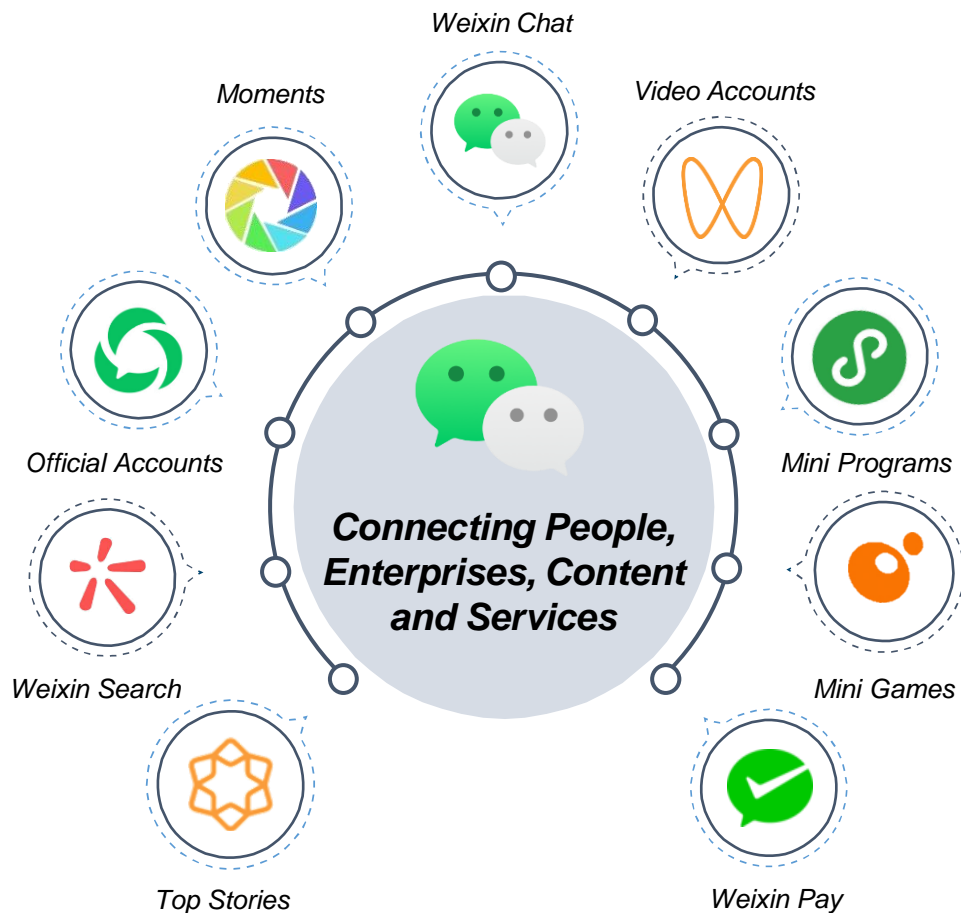 Weixin Chat
Moments
Video Accounts
Official Accounts
Mini Programs
Connecting People,
Enterprises, Content
and Services
Weixin Search
Mini Games
Top Stories
Weixin Pay